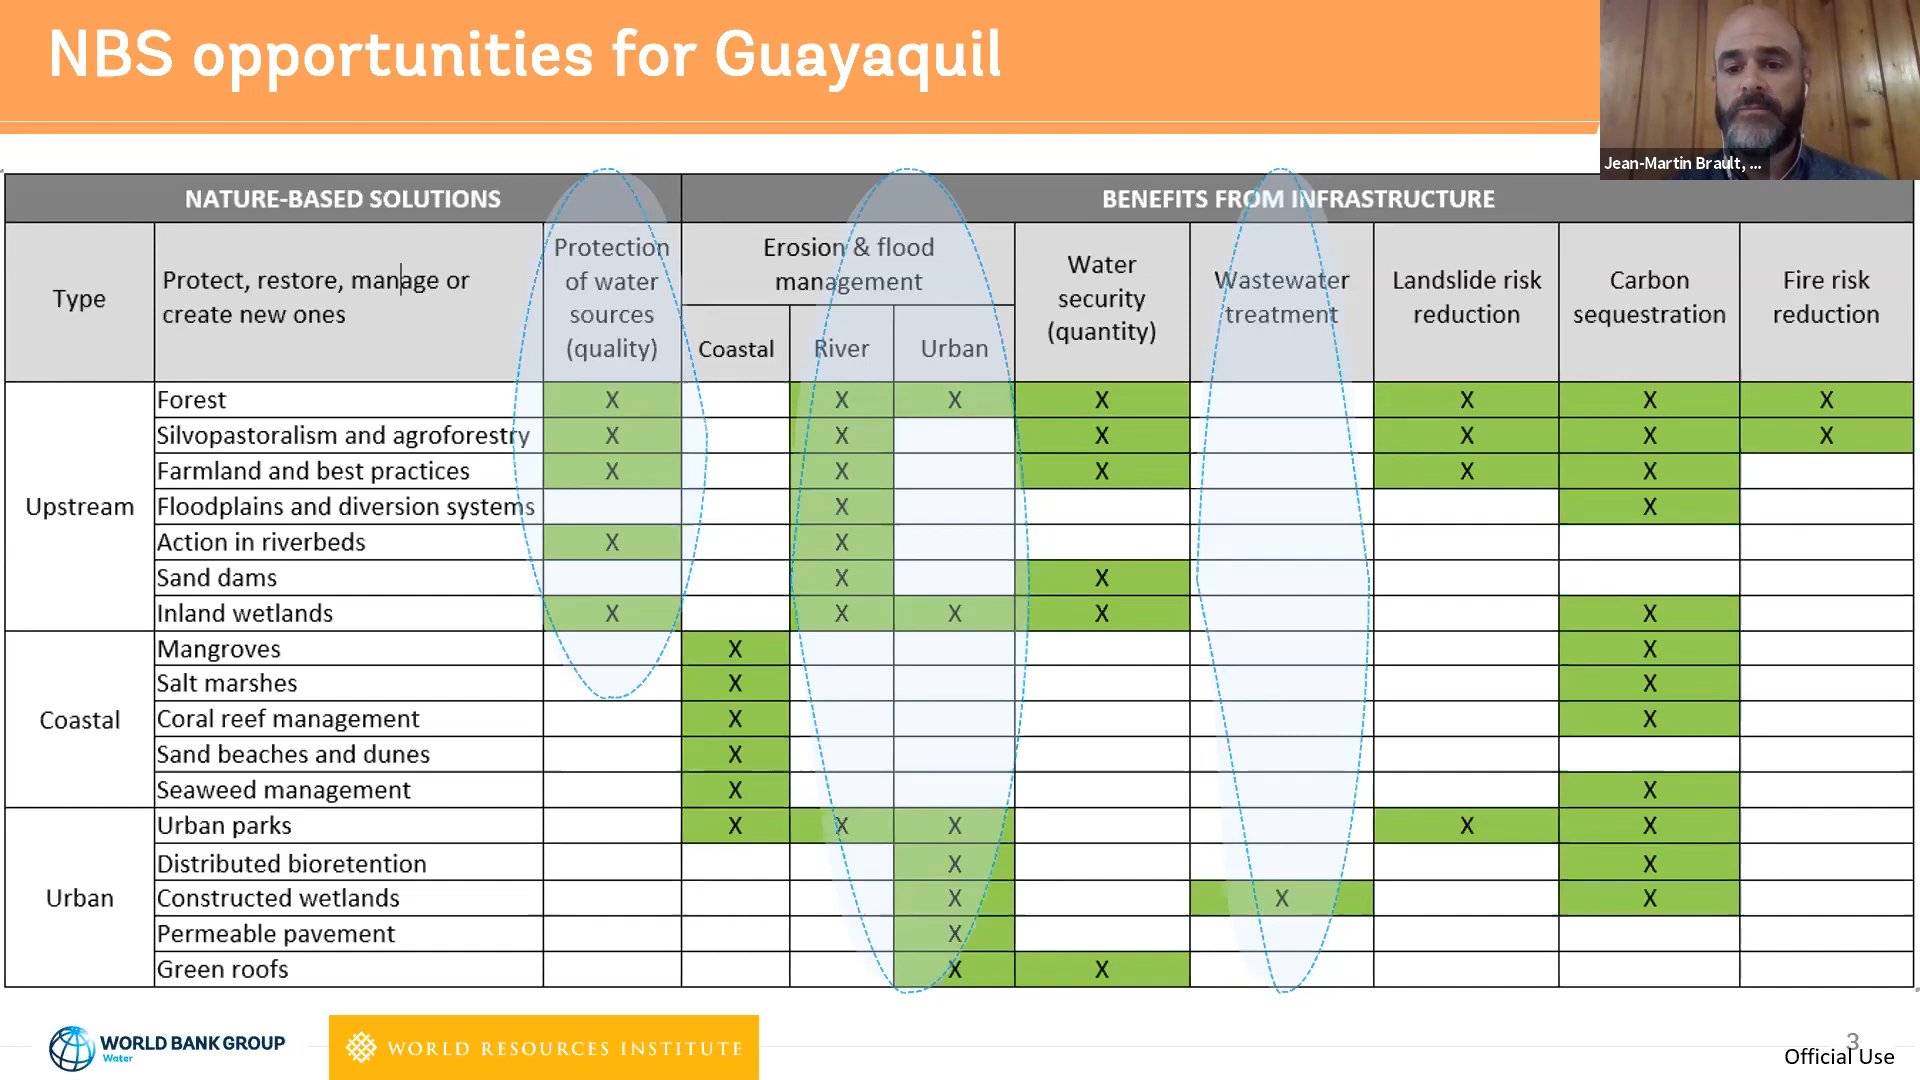 NBS opportunities for Guayaquil
Jean-Martin Brault, ...
NATURE-BASED SOLUTIONS
BENEFITS FROM INFRASTRUCTURE
Type
Protect, restore, manage or
create new ones
Protection
of water
sources
(quality)
Erosion & flood
management
Coastal River Urban
Water
security
(quantity)
Wastewater
treatment
Landslide risk
reduction
Carbon
sequestration
Fire risk
reduction
Upstream
Forest X X X X X X X
Silvopastoralism and agroforestry X X X X X X
Farmland and best practices X X X X X
Floodplains and diversion systems X X
Action in riverbeds X X
Sand dams X X
Inland wetlands X X X X X
Coastal
Mangroves X X
Salt marshes X X
Coral reef management X X
Sand beaches and dunes X
Seaweed management X X
Urban
Urban parks X X X X X
Distributed bioretention X X
Constructed wetlands X X X
Permeable pavement X
Green roofs X X
WORLD BANK GROUP
Water
WORLD RESOURCES INSTITUTE
3
Official Use